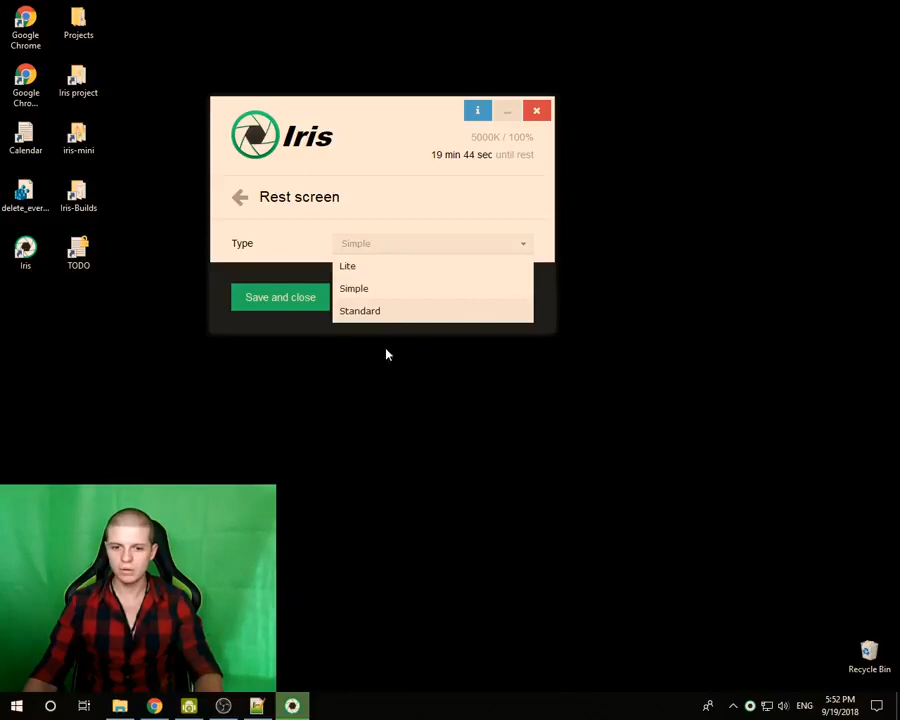 Google
Chrome
Projects
Google
Chro...
Iris project
Calendar
iris-mini
delete_ever...
Iris-Builds
Iris
TODO
Iris
5000K / 100%
19 min 44 sec until rest
Rest screen
Type
Simple
Lite
Simple
Standard
Save and close
Recycle Bin
ENG
5:52 PM
9/19/2018